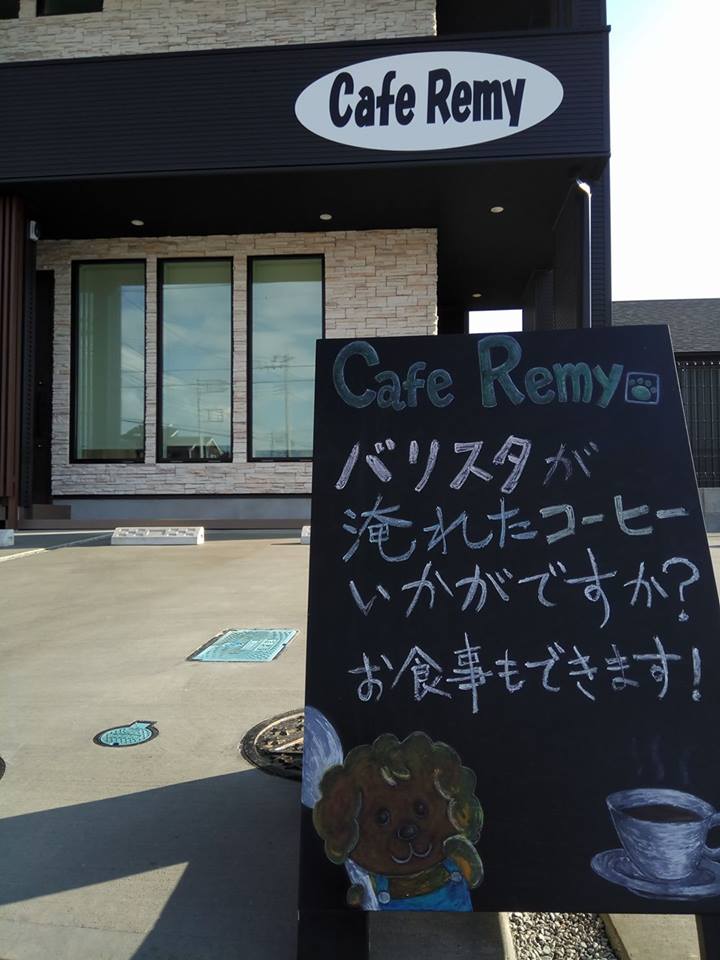 Cafe Remy
Cafe Remy
バリスタが
淹れたコーヒー
いかがですか?
お食事もできます!